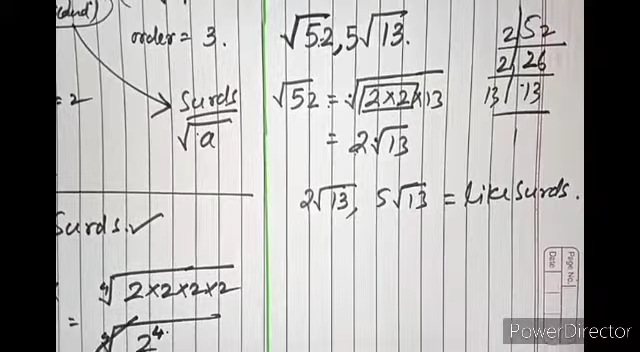 order = 3.
= 2
Surds
√a
Surds. ✓
∜2×2×2×2
= ∜2⁴
√52, 5√13.
√52 = √2×2×13
= 2√13
2√13, 5√13 = like Surds.
2 | 52
2 | 26
13 | 13
1
Page No.
Date
PowerDirector